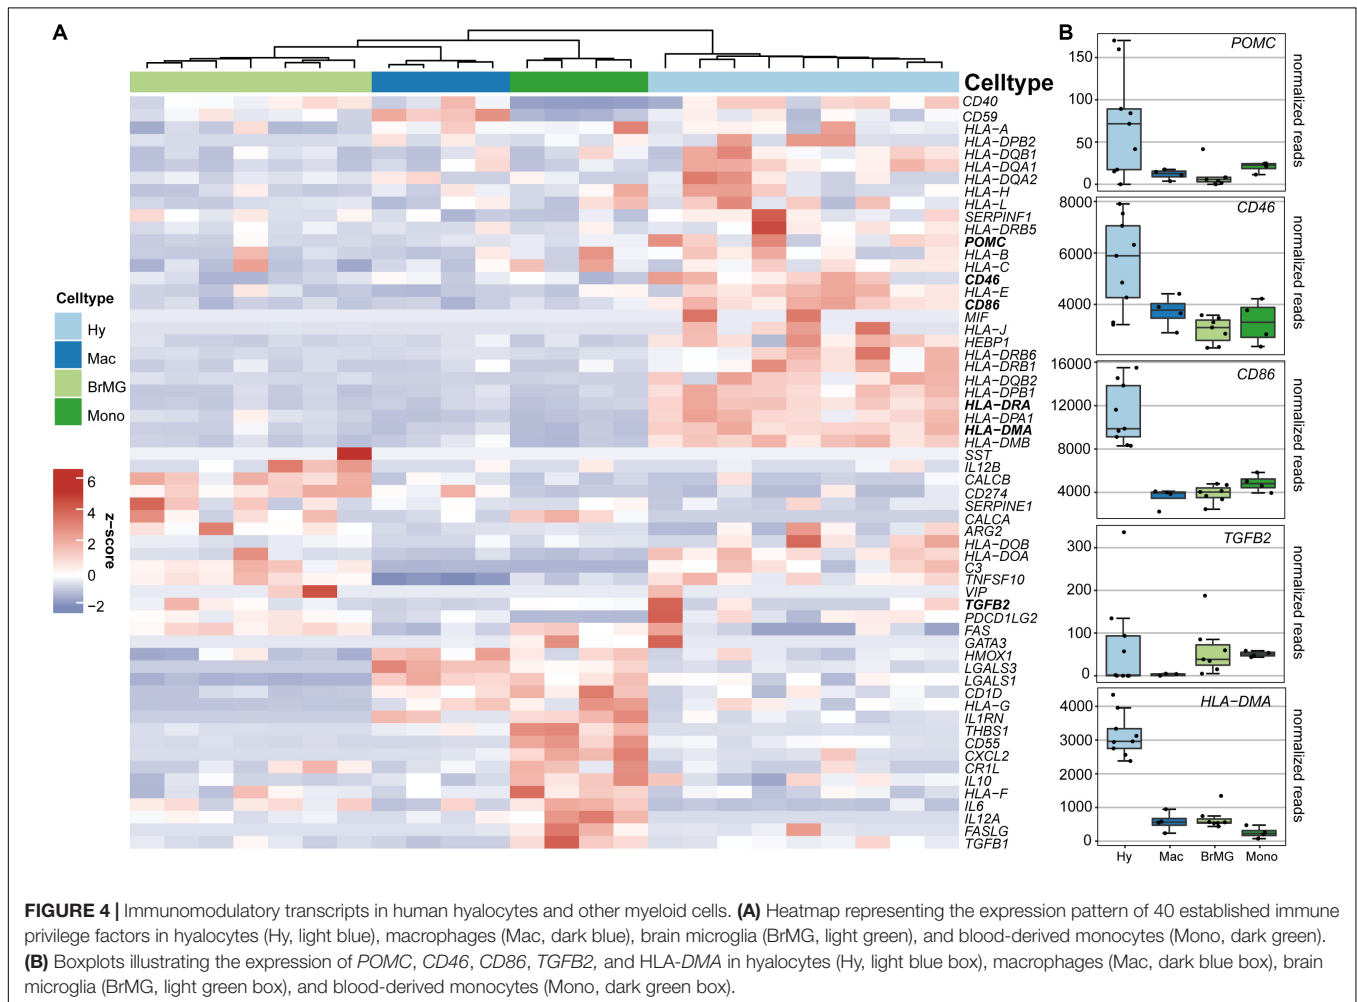 A
B
Celltype
CD40
CD59
HLA−A
HLA−DPB2
HLA−DQB1
HLA−DQA1
HLA−DQA2
HLA−H
HLA−L
SERPINF1
HLA−DRB5
POMC
HLA−B
HLA−C
CD46
HLA−E
CD86
MIF
HLA−J
HEBP1
HLA−DRB6
HLA−DRB1
HLA−DQB2
HLA−DPB1
HLA−DRA
HLA−DPA1
HLA−DMA
HLA−DMB
SST
IL12B
CALCB
CD274
SERPINE1
CALCA
ARG2
HLA−DOB
HLA−DOA
C3
TNFSF10
VIP
TGFB2
PDCD1LG2
FAS
GATA3
HMOX1
LGALS3
LGALS1
CD1D
HLA−G
IL1RN
THBS1
CD55
CXCL2
CR1L
IL10
HLA−F
IL6
IL12A
FASLG
TGFB1
Celltype
Hy
Mac
BrMG
Mono
6
4
2
0
−2
z−score
POMC
150
100
50
0
normalized reads
CD46
8000
6000
4000
normalized reads
CD86
16000
12000
8000
4000
normalized reads
TGFB2
300
200
100
0
normalized reads
HLA−DMA
4000
3000
2000
1000
0
normalized reads
Hy Mac BrMG Mono
FIGURE 4 | Immunomodulatory transcripts in human hyalocytes and other myeloid cells. (A) Heatmap representing the expression pattern of 40 established immune
privilege factors in hyalocytes (Hy, light blue), macrophages (Mac, dark blue), brain microglia (BrMG, light green), and blood-derived monocytes (Mono, dark green).
(B) Boxplots illustrating the expression of POMC, CD46, CD86, TGFB2, and HLA-DMA in hyalocytes (Hy, light blue box), macrophages (Mac, dark blue box), brain
microglia (BrMG, light green box), and blood-derived monocytes (Mono, dark green box).